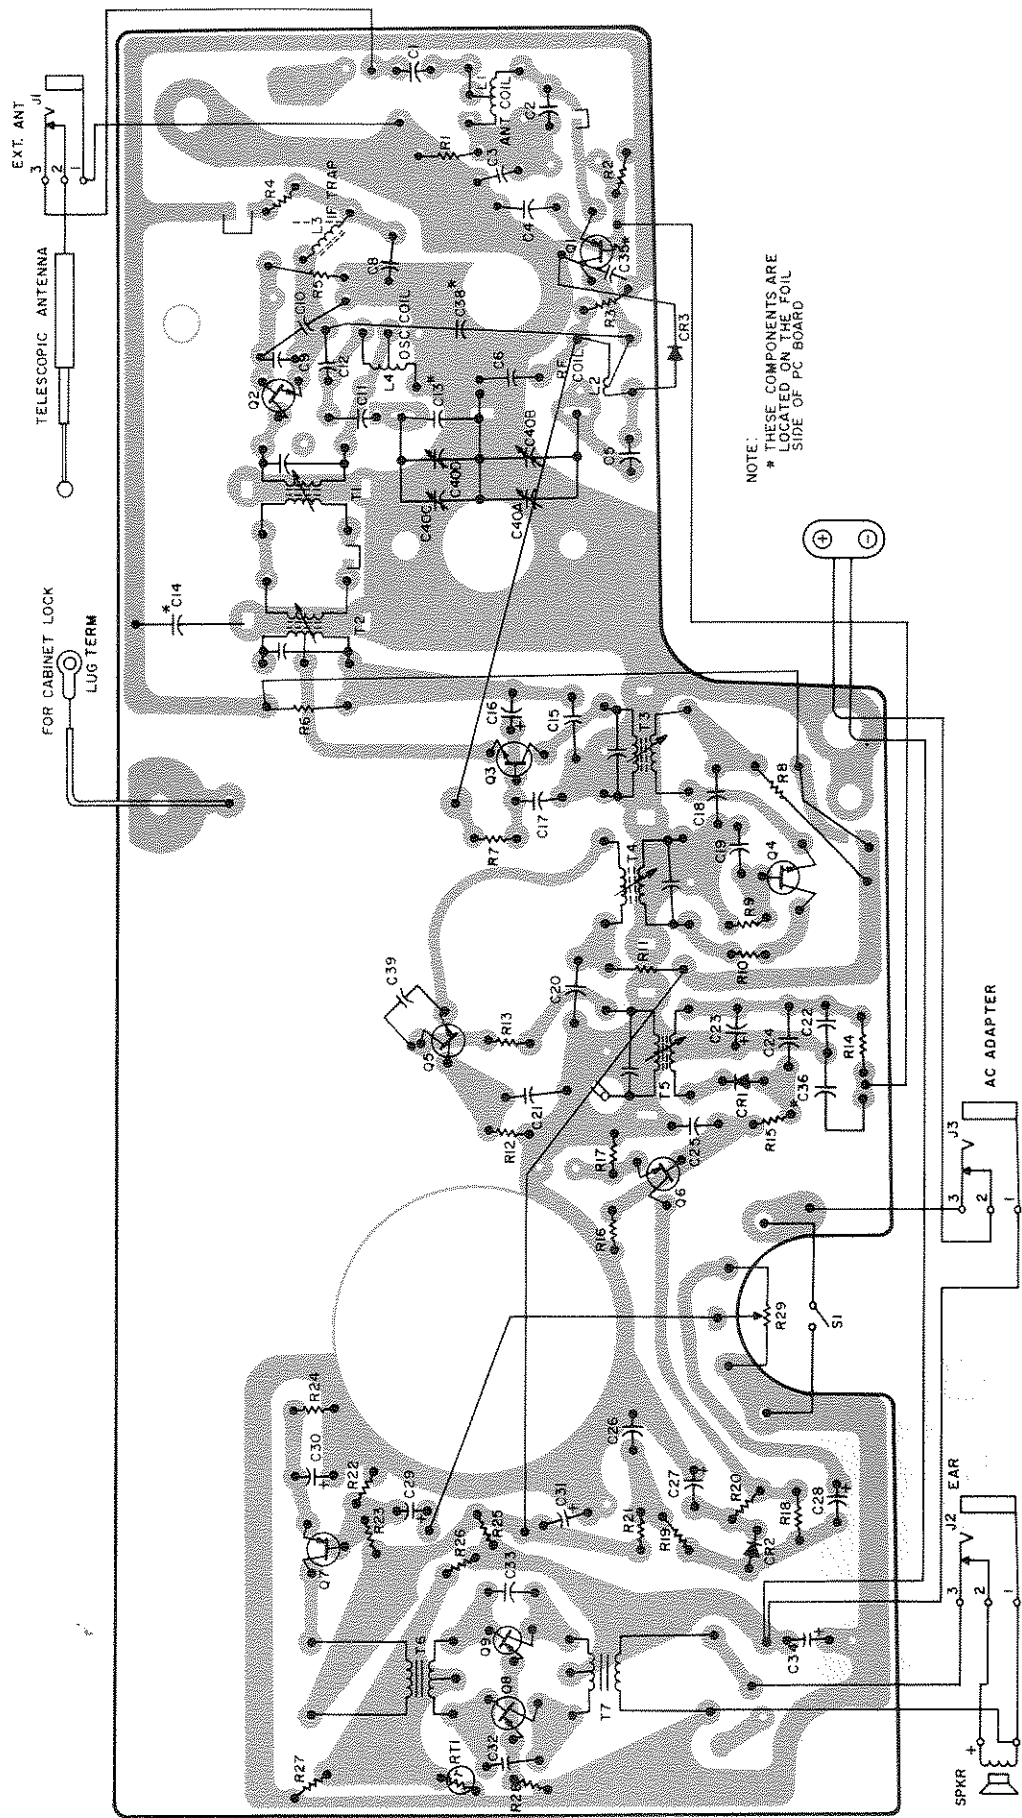 EXT. ANT
J1
3
2
1
TELESCOPIC ANTENNA
FOR CABINET LOCK
LUG TERM
C1
L1
ANT COIL
C2
R1
C3
R2
R4
L3
IF TRAP
C4
Q1
C35*
R5
C8
C10
R3
C38*
CR3
C9
C12
OSC COIL
L4
RF
COIL
L2
C6
Q2
C11
C13*
C40D
C40B
C5
T1
C40C
C40A
NOTE:
* THESE COMPONENTS ARE
LOCATED ON THE FOIL
SIDE OF PC BOARD
*
C14
T2
R6
C16
+
C15
T3
Q3
C17
C18
R8
R7
T4
C19
Q4
R9
R11
R10
C39
C20
Q5
R13
C23
+
C24
C22
R14
T5
CR1
C36
C21
R12
R15
*
R17
C25
Q6
R16
+
−
AC ADAPTER
J3
3
2
1
R29
S1
R24
C30
+
R22
C29
+
R23
C26
C27
+
R20
R18
C28
+
C31
+
R21
R19
CR2
R25
R26
Q7
C33
T6
Q9
Q8
T7
C34
+
R27
RT1
C32
J2
EAR
3
2
1
SPKR
+